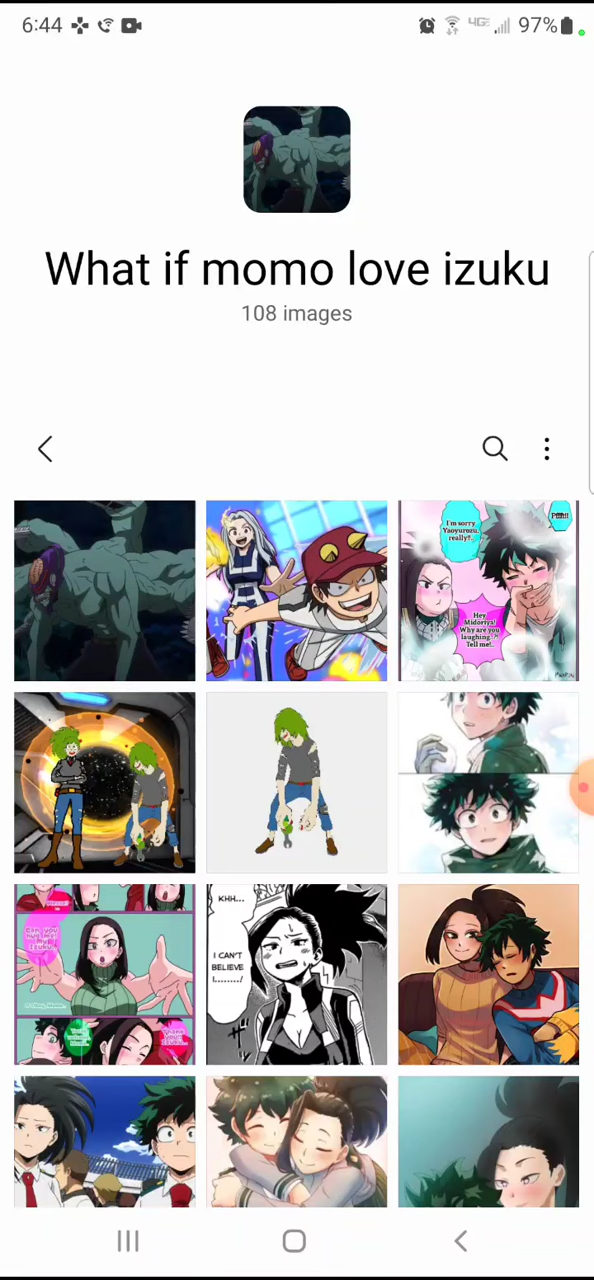 6:44
4GE 97%
What if momo love izuku
108 images
I'm sorry
Yaoyorozu,
really!..
Pffft!!
Hey
Midoriya!
Why are you
laughing!?
Tell me!..
KHH...
I CAN'T
BELIEVE
I........!